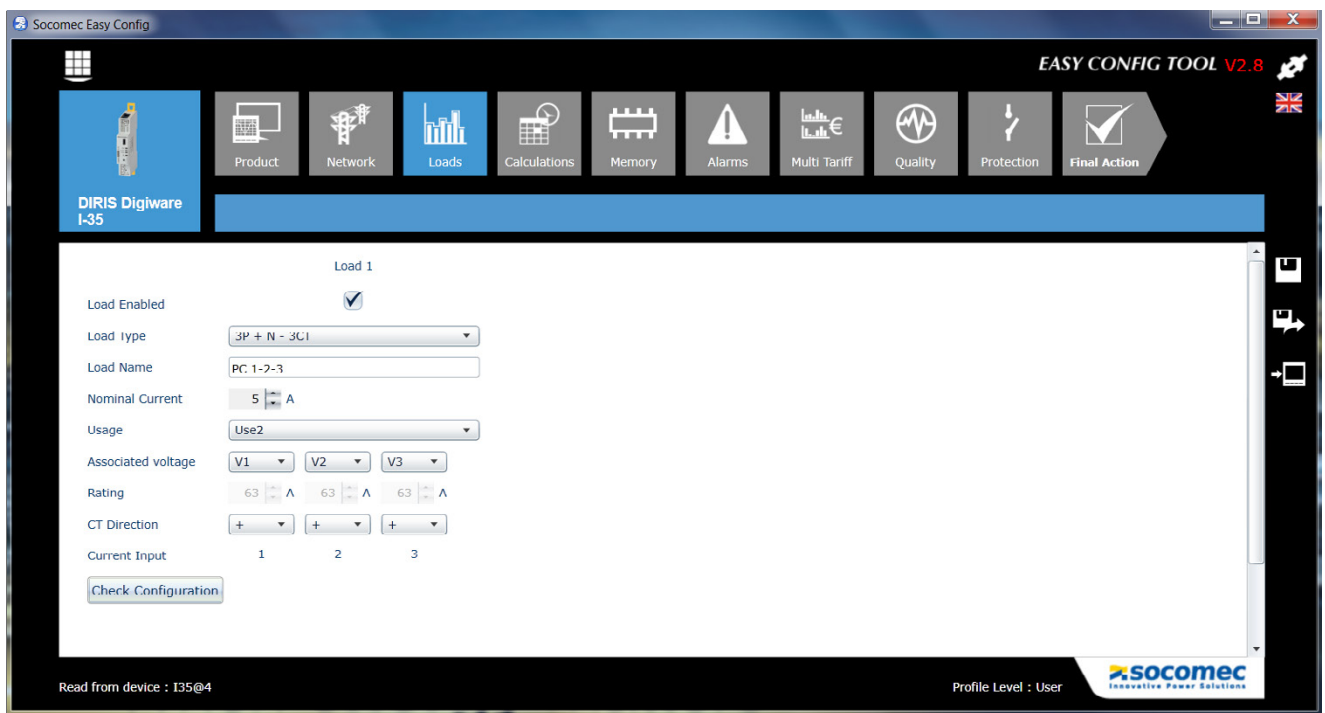 Socomec Easy Config
EASY CONFIG TOOL V2.8
Product Network Loads Calculations Memory Alarms Multi Tariff Quality Protection Final Action
DIRIS Digiware
I-35
Load 1
Load Enabled
Load Type 3P + N - 3CT
Load Name PC 1-2-3
Nominal Current 5 A
Usage Use2
Associated voltage V1 V2 V3
Rating 63 A 63 A 63 A
CT Direction + + +
Current Input 1 2 3
Check Configuration
Read from device : I35@4
Profile Level : User
socomec
Innovative Power Solutions